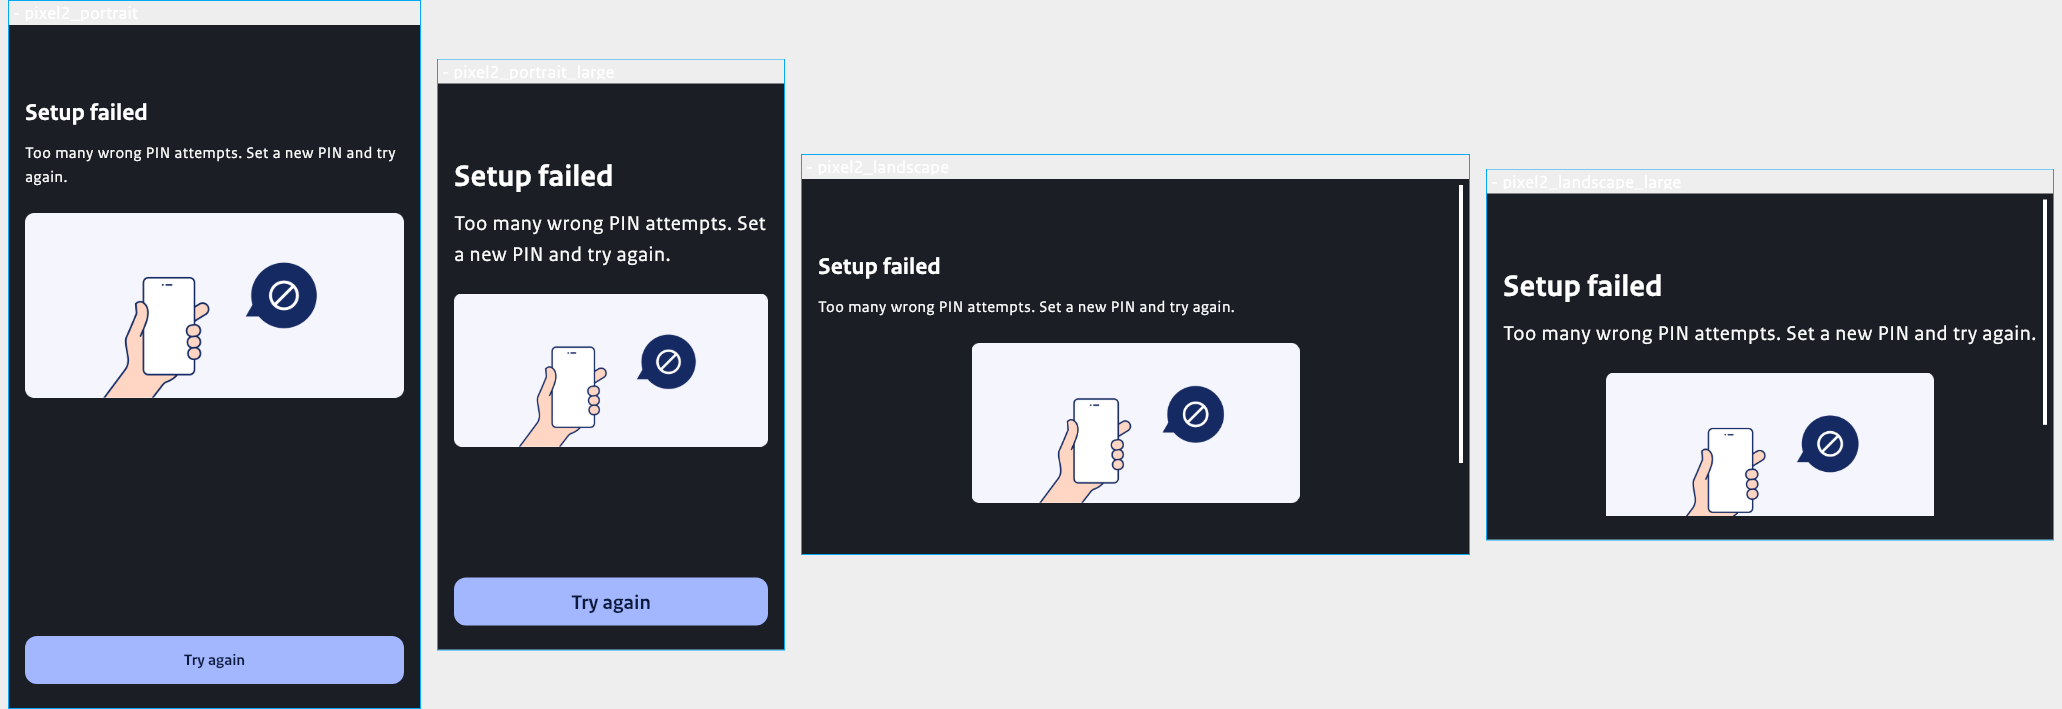 - pixel2_portrait
Setup failed
Too many wrong PIN attempts. Set a new PIN and try
again.
Try again
- pixel2_portrait_large
Setup failed
Too many wrong PIN attempts. Set
a new PIN and try again.
Try again
- pixel2_landscape
Setup failed
Too many wrong PIN attempts. Set a new PIN and try again.
- pixel2_landscape_large
Setup failed
Too many wrong PIN attempts. Set a new PIN and try again.